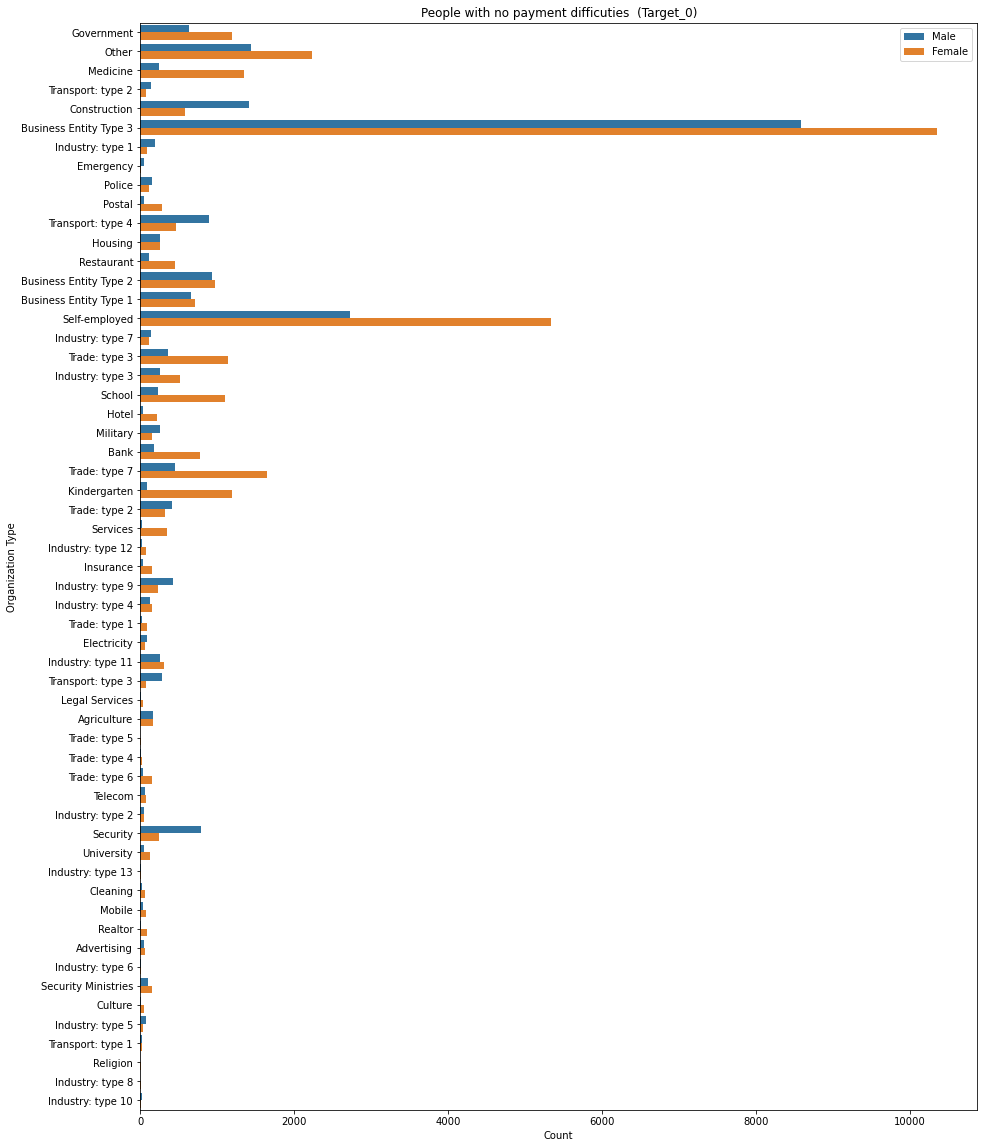 People with no payment difficuties  (Target_0)
Male
Female
Organization Type
Government
Other
Medicine
Transport: type 2
Construction
Business Entity Type 3
Industry: type 1
Emergency
Police
Postal
Transport: type 4
Housing
Restaurant
Business Entity Type 2
Business Entity Type 1
Self-employed
Industry: type 7
Trade: type 3
Industry: type 3
School
Hotel
Military
Bank
Trade: type 7
Kindergarten
Trade: type 2
Services
Industry: type 12
Insurance
Industry: type 9
Industry: type 4
Trade: type 1
Electricity
Industry: type 11
Transport: type 3
Legal Services
Agriculture
Trade: type 5
Trade: type 4
Trade: type 6
Telecom
Industry: type 2
Security
University
Industry: type 13
Cleaning
Mobile
Realtor
Advertising
Industry: type 6
Security Ministries
Culture
Industry: type 5
Transport: type 1
Religion
Industry: type 8
Industry: type 10
0 2000 4000 6000 8000 10000
Count